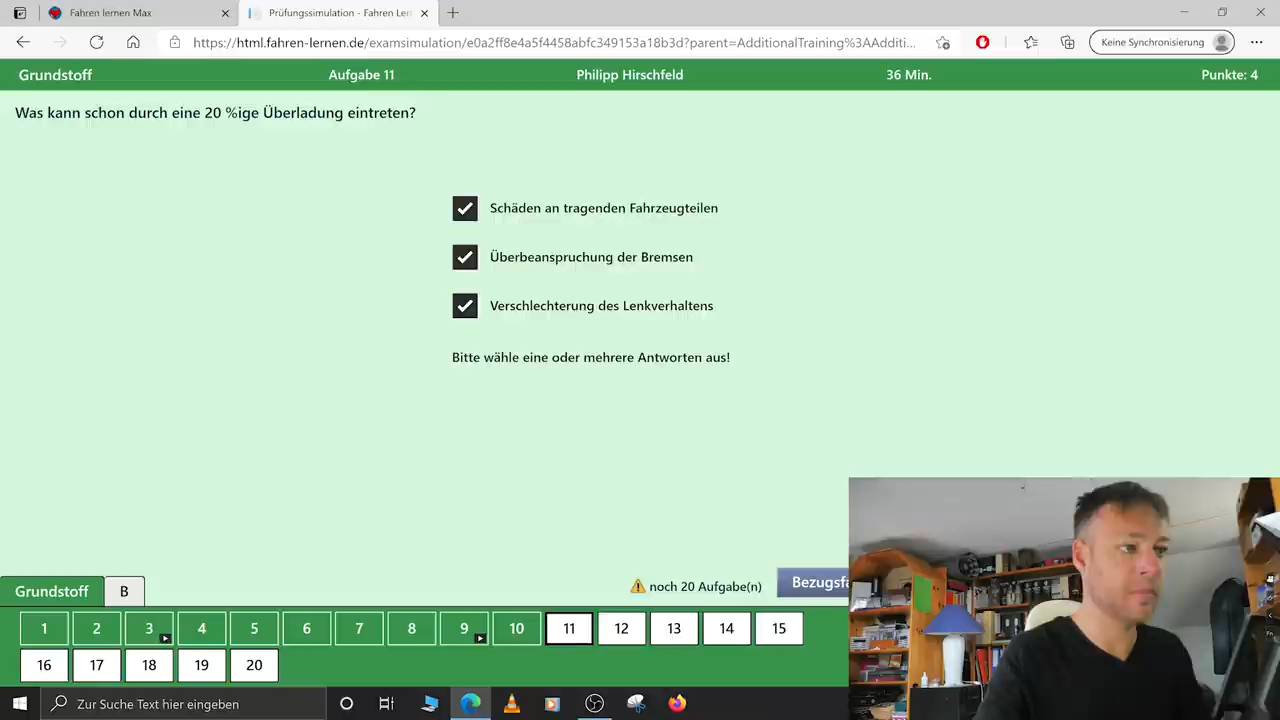 Fahren lernen Max
Prüfungssimulation - Fahren Ler
https://html.fahren-lernen.de/examsimulation/e0a2ff8e4a5f4458abfc349153a18b3d?parent=AdditionalTraining%3AAdditi...
Keine Synchronisierung
Grundstoff
Aufgabe 11
Philipp Hirschfeld
36 Min.
Punkte: 4
Was kann schon durch eine 20 %ige Überladung eintreten?
Schäden an tragenden Fahrzeugteilen
Überbeanspruchung der Bremsen
Verschlechterung des Lenkverhaltens
Bitte wähle eine oder mehrere Antworten aus!
Grundstoff
B
noch 20 Aufgabe(n)
Bezugsfa
1 2 3 4 5 6 7 8 9 10 11 12 13 14 15
16 17 18 19 20
Zur Suche Text hier eingeben